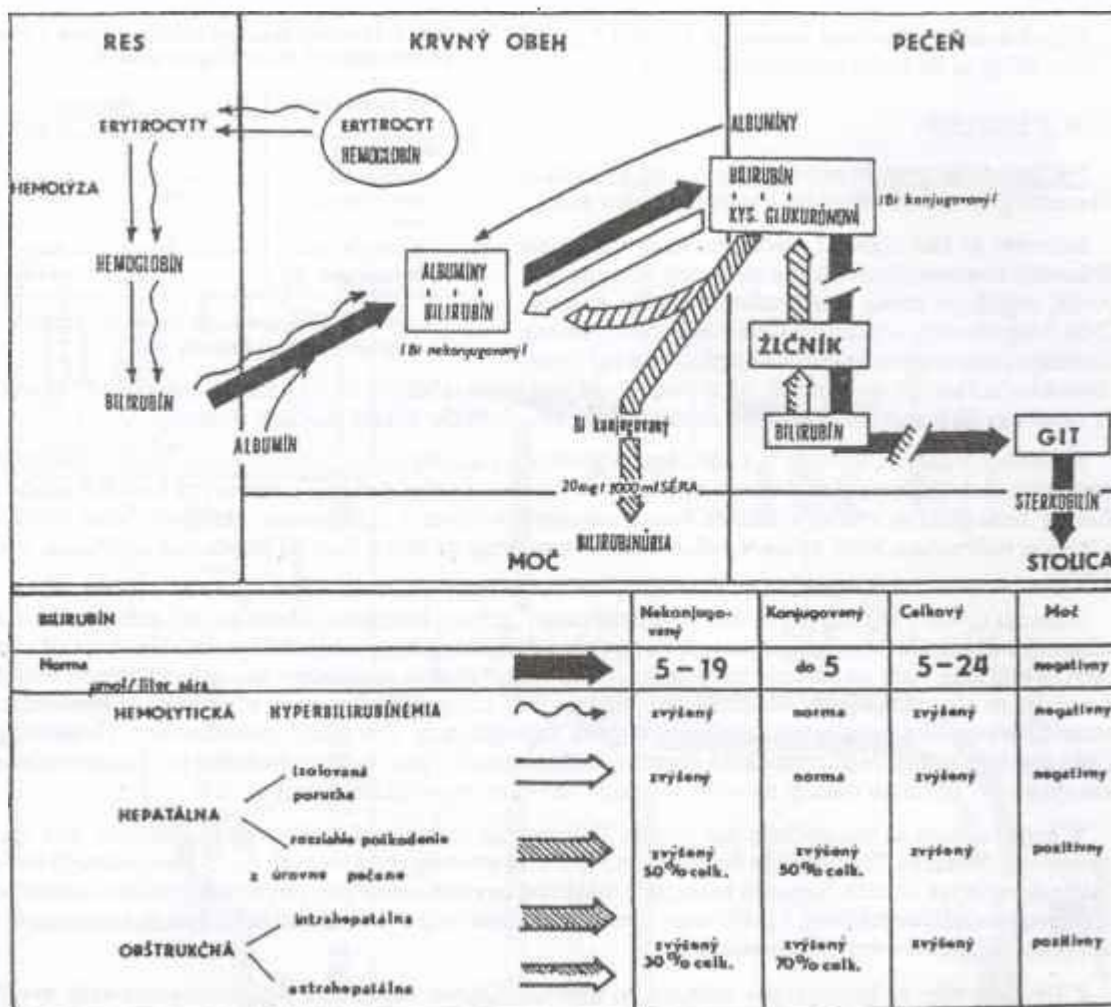 RES KRVNÝ OBEH PEČEŇ
ERYTROCYTY
ERYTROCYT
HEMOGLOBÍN
ALBUMÍNY
HEMOLÝZA
BILIRUBÍN
KYS. GLUKURÓNOVÁ
/Bi konjugovaný/
HEMOGLOBÍN
ALBUMÍNY
BILIRUBÍN
/Bi nekonjugovaný/
ŽLČNÍK
BILIRUBÍN
ALBUMÍN
Bi konjugovaný
BILIRUBÍN
GIT
20mg z 1000 ml SÉRA
STERKOBILÍN
BILIRUBINÚRIA
MOČ
STOLICA
BILIRUBÍN Nekonjugo- Konjugovaný Celkový Moč
vaný
Norma 5–19 do 5 5–24 negatívny
µmol/liter séra
HEMOLYTICKÁ HYPERBILIRUBÍNÉMIA zvýšený norma zvýšený negatívny
izolovaná
porucha zvýšený norma zvýšený negatívny
HEPATÁLNA
rozsiahle poškodenie zvýšený zvýšený zvýšený pozitívny
z úrovne pečene 50% celk. 50% celk.
intrahepatálna
OBŠTRUKČNÁ zvýšený zvýšený zvýšený pozitívny
30% celk. 70% celk.
extrahepatálna